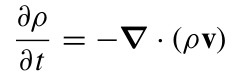 ∂ρ/∂t = −∇ · (ρv)